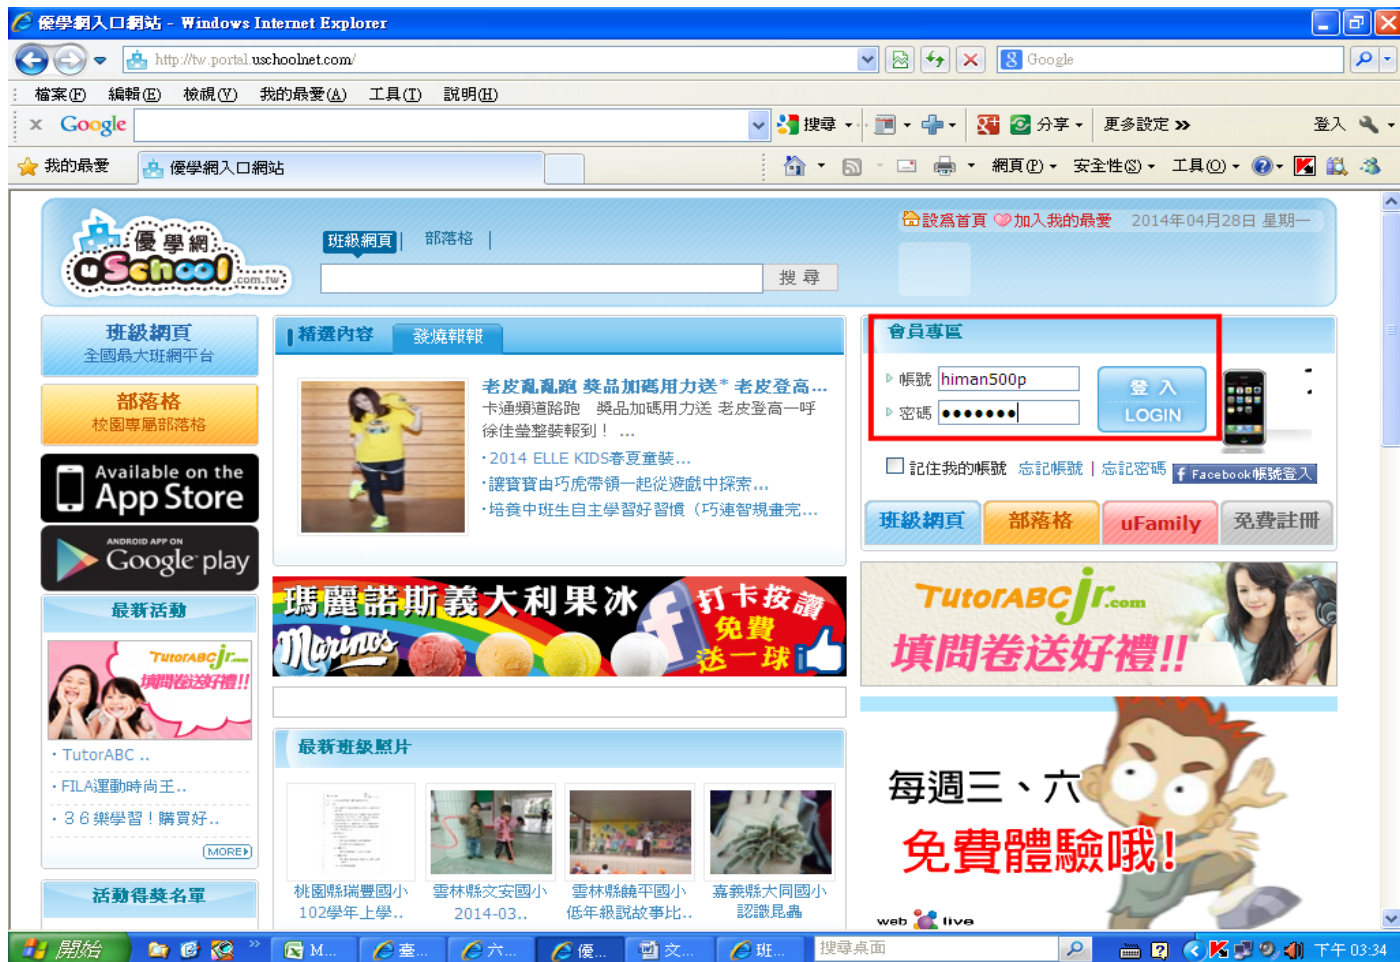 優學網入口網站 - Windows Internet Explorer
http://tw.portal.uschoolnet.com/
Google
檔案(F) 編輯(E) 檢視(V) 我的最愛(A) 工具(T) 說明(H)
x Google 搜尋 分享 更多設定 >> 登入
我的最愛 優學網入口網站 網頁(P) 安全性(S) 工具(O)
設為首頁 加入我的最愛 2014年04月28日 星期一
優學網
uSchool.com.tw
班級網頁 | 部落格 |
搜 尋
班級網頁
全國最大班網平台
部落格
校園專屬部落格
Available on the
App Store
ANDROID APP ON
Google play
最新活動
TutorABCjr.com
填問卷送好禮!!
・TutorABC ..
・FILA運動時尚王..
・36樂學習！購買好..
MORE
活動得獎名單
精選內容 發燒報報
老皮亂亂跑 獎品加碼用力送* 老皮登高...
卡通頻道路跑 獎品加碼用力送 老皮登高一呼
徐佳瑩整裝報到！ ...
・2014 ELLE KIDS春夏童裝...
・讓寶寶由巧虎帶領一起從遊戲中探索...
・培養中班生自主學習好習慣（巧連智規畫完...
瑪麗諾斯義大利果冰
Marinos
打卡按讚
免費
送一球
最新班級照片
桃園縣瑞豐國小
102學年上學..
雲林縣文安國小
2014-03..
雲林縣饒平國小
低年級說故事比..
嘉義縣大同國小
認識昆蟲
會員專區
帳號 himan500p
密碼 ●●●●●●●
登 入
LOGIN
記住我的帳號 忘記帳號 | 忘記密碼 f Facebook帳號登入
班級網頁 部落格 uFamily 免費註冊
TutorABCjr.com
填問卷送好禮!!
每週三、六
免費體驗哦!
web live
開始 M... 臺... 六... 優... 文... 班... 搜尋桌面 下午 03:34